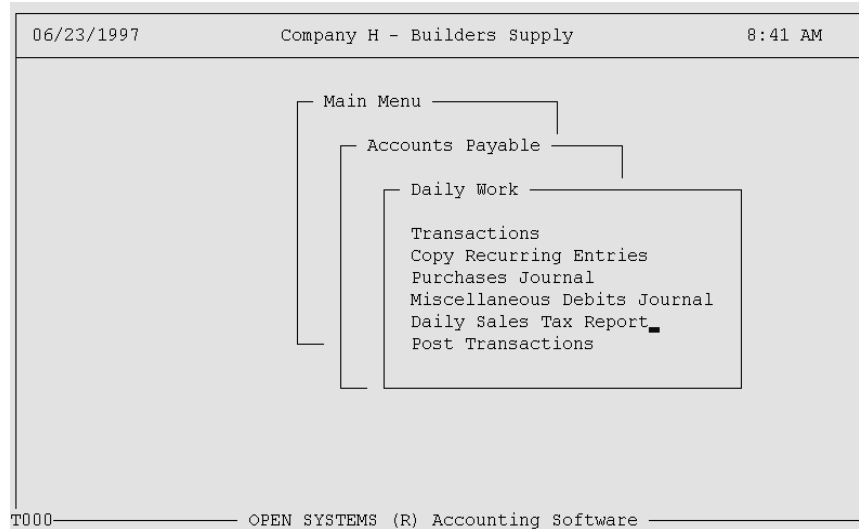 06/23/1997 Company H - Builders Supply 8:41 AM
Main Menu
Accounts Payable
Daily Work
Transactions
Copy Recurring Entries
Purchases Journal
Miscellaneous Debits Journal
Daily Sales Tax Report
Post Transactions
T000 OPEN SYSTEMS (R) Accounting Software